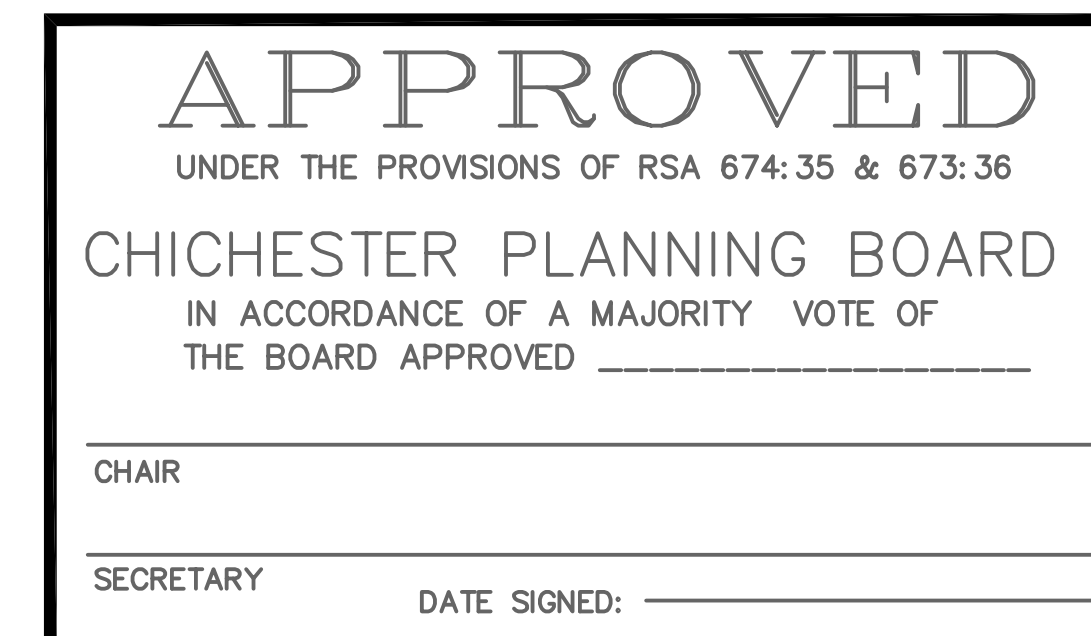 APPROVED
UNDER THE PROVISIONS OF RSA 674:35 & 673:36
CHICHESTER PLANNING BOARD
IN ACCORDANCE OF A MAJORITY VOTE OF
THE BOARD APPROVED _________________
CHAIR
SECRETARY
DATE SIGNED: